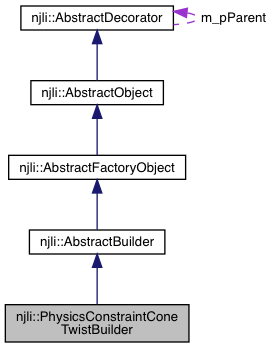 njli::AbstractDecorator
m_pParent
njli::AbstractObject
njli::AbstractFactoryObject
njli::AbstractBuilder
njli::PhysicsConstraintCone
TwistBuilder